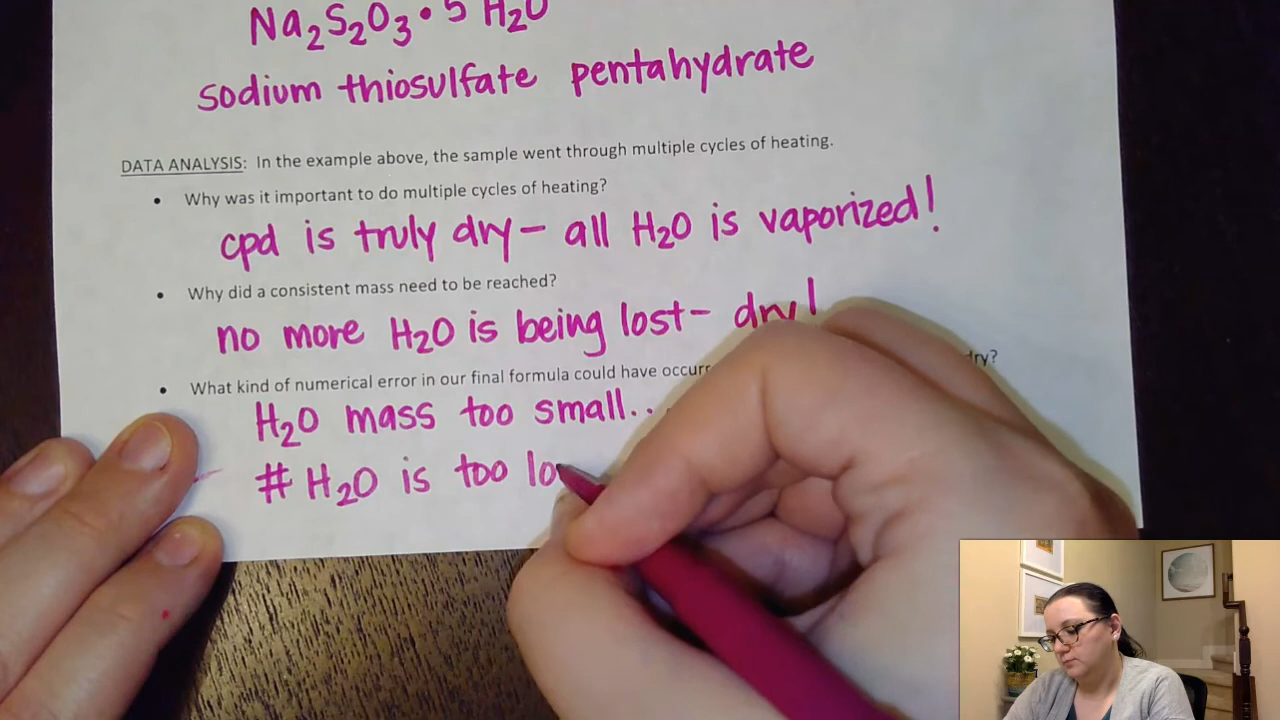 Na₂S₂O₃ • 5 H₂O
sodium thiosulfate pentahydrate
DATA ANALYSIS: In the example above, the sample went through multiple cycles of heating.
• Why was it important to do multiple cycles of heating?
cpd is truly dry – all H₂O is vaporized!
• Why did a consistent mass need to be reached?
no more H₂O is being lost – dry!
• What kind of numerical error in our final formula could have
H₂O mass too small...
# H₂O is too